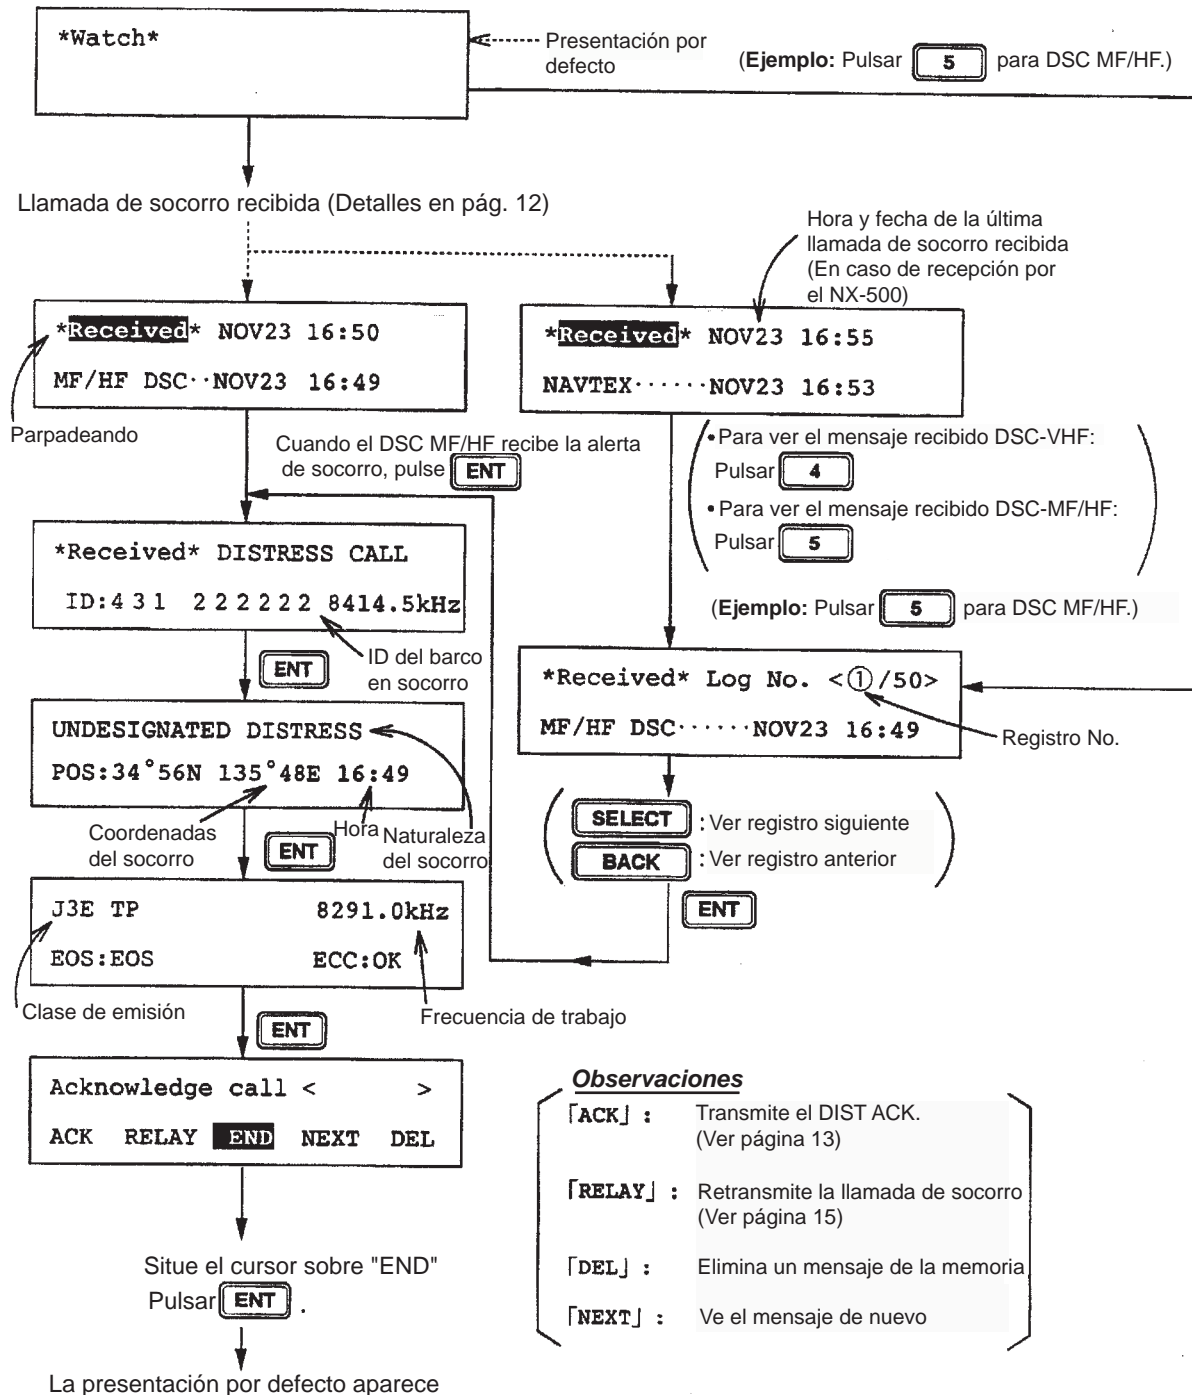 *Watch*
Presentación por
defecto
(Ejemplo: Pulsar 5 para DSC MF/HF.)
Llamada de socorro recibida (Detalles en pág. 12)
Hora y fecha de la última
llamada de socorro recibida
(En caso de recepción por
el NX-500)
*Received* NOV23 16:50
MF/HF DSC··NOV23 16:49
Parpadeando
*Received* NOV23 16:55
NAVTEX······NOV23 16:53
Cuando el DSC MF/HF recibe la alerta
de socorro, pulse ENT
•Para ver el mensaje recibido DSC-VHF:
Pulsar 4
•Para ver el mensaje recibido DSC-MF/HF:
Pulsar 5
(Ejemplo: Pulsar 5 para DSC MF/HF.)
*Received* DISTRESS CALL
ID:431 222222 8414.5kHz
ENT
ID del barco
en socorro
*Received* Log No. <①/50>
MF/HF DSC······NOV23 16:49
Registro No.
UNDESIGNATED DISTRESS
POS:34°56N 135°48E 16:49
Coordenadas
del socorro
Hora
Naturaleza
del socorro
ENT
SELECT : Ver registro siguiente
BACK : Ver registro anterior
ENT
J3E TP 8291.0kHz
EOS:EOS ECC:OK
Clase de emisión
Frecuencia de trabajo
ENT
Acknowledge call < >
ACK RELAY END NEXT DEL
Situe el cursor sobre "END"
Pulsar ENT .
La presentación por defecto aparece
Observaciones
「ACK」 : Transmite el DIST ACK.
(Ver página 13)
「RELAY」 : Retransmite la llamada de socorro
(Ver página 15)
「DEL」 : Elimina un mensaje de la memoria
「NEXT」 : Ve el mensaje de nuevo